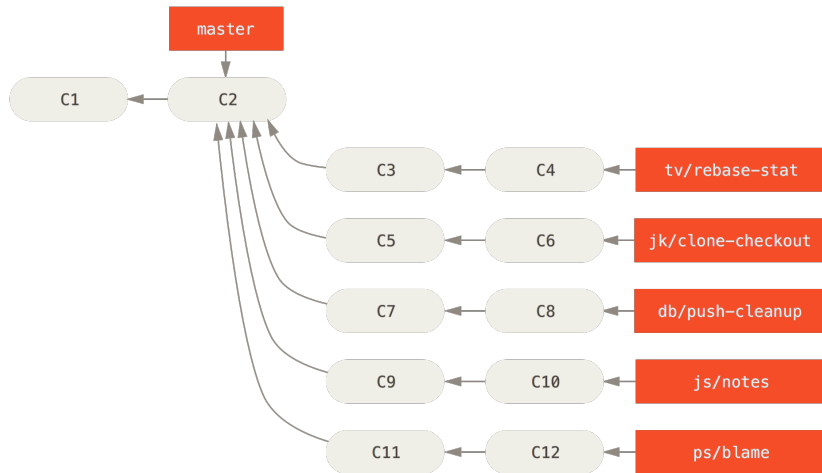 master
C1
C2
C3
C4
tv/rebase-stat
C5
C6
jk/clone-checkout
C7
C8
db/push-cleanup
C9
C10
js/notes
C11
C12
ps/blame